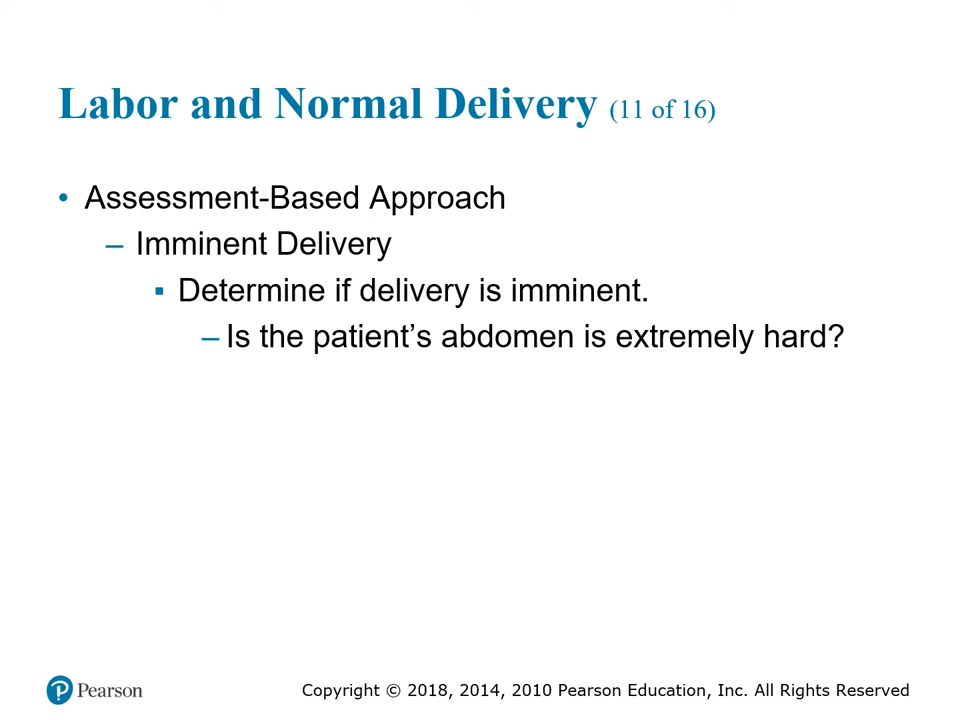 Labor and Normal Delivery (11 of 16)
• Assessment-Based Approach
– Imminent Delivery
▪ Determine if delivery is imminent.
– Is the patient’s abdomen is extremely hard?
Pearson
Copyright © 2018, 2014, 2010 Pearson Education, Inc. All Rights Reserved